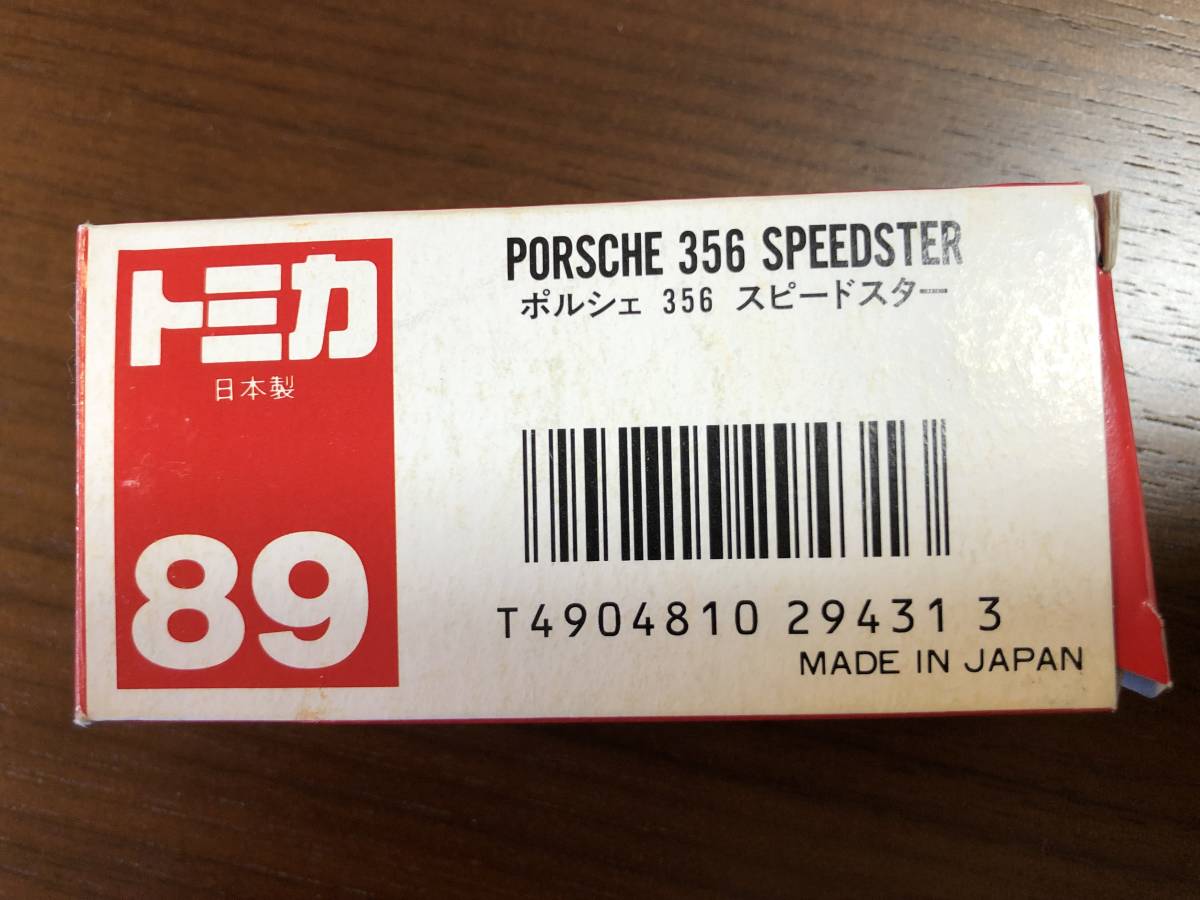 トミカ
日本製
89
PORSCHE 356 SPEEDSTER
ポルシェ 356 スピードスター
T4904810 29431 3
MADE IN JAPAN